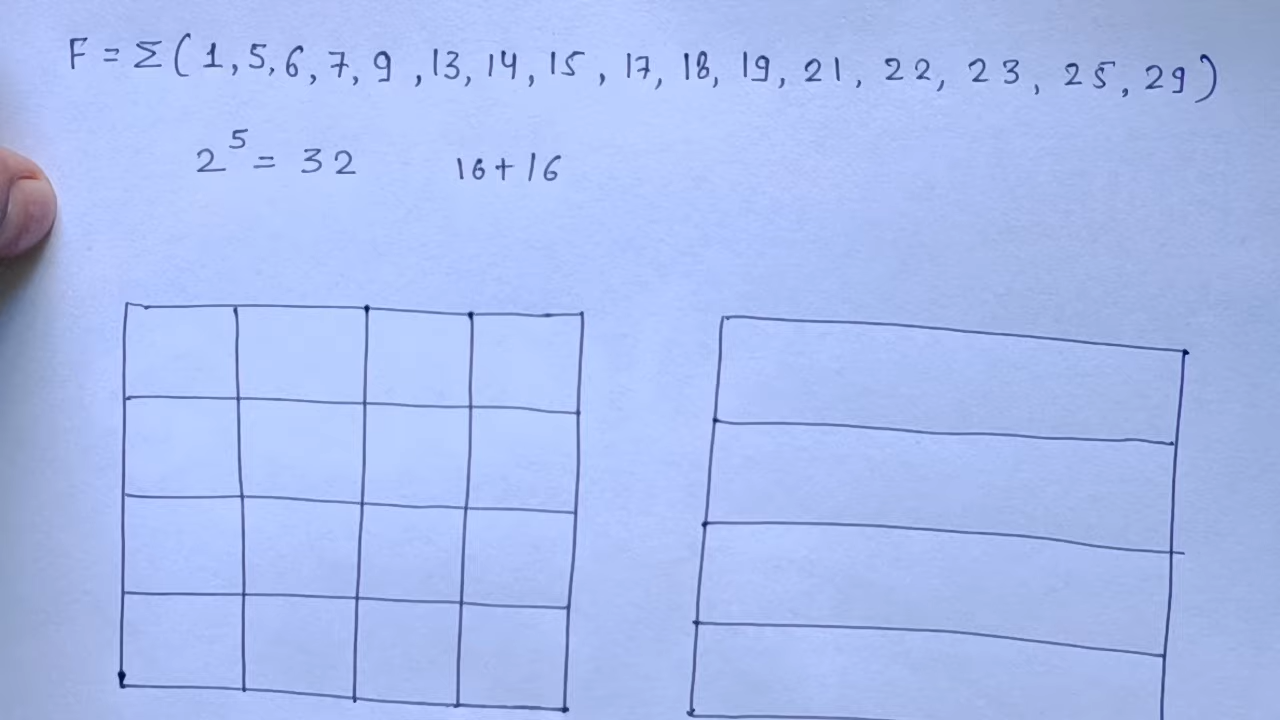 F = Σ ( 1, 5, 6, 7, 9 , 13, 14, 15 , 17, 18, 19, 21, 22, 23, 25, 29 )
2⁵ = 32 16 + 16